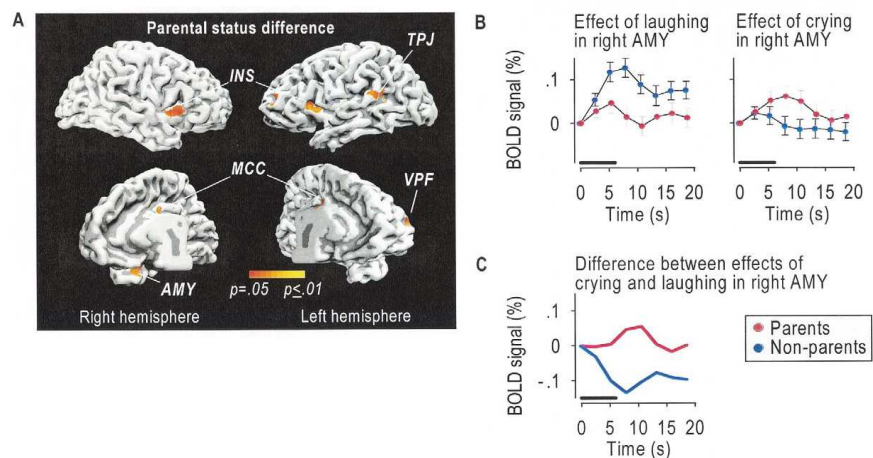 A
Parental status difference
TPJ
INS
MCC
VPF
AMY
p=.05 p≤.01
Right hemisphere
Left hemisphere
B
Effect of laughing
in right AMY
Effect of crying
in right AMY
BOLD signal (%)
.1
0
0 5 10 15 20
0 5 10 15 20
Time (s)
Time (s)
C
Difference between effects of
crying and laughing in right AMY
BOLD signal (%)
.1
0
-.1
0 5 10 15 20
Time (s)
Parents
Non-parents